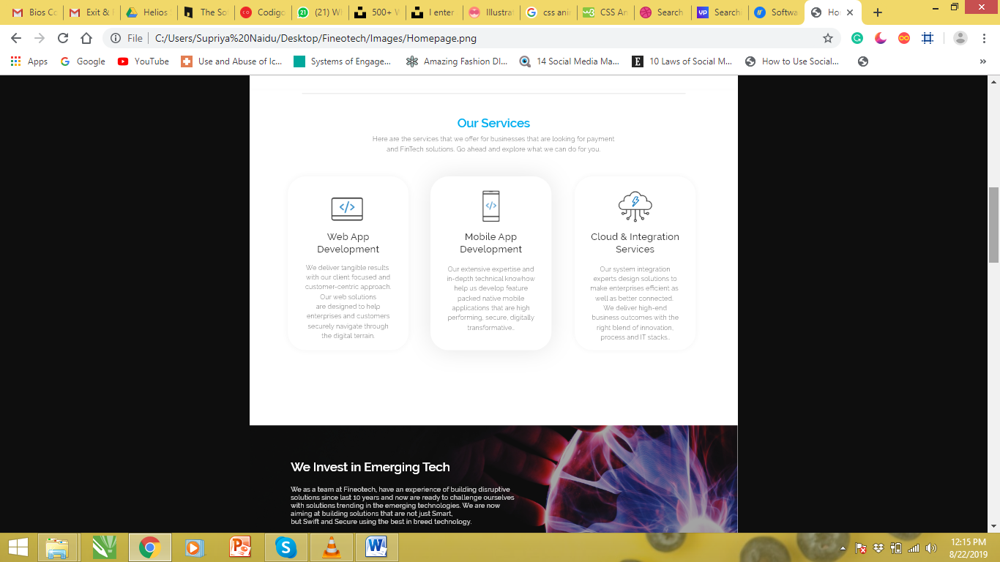 Bios Co
Exit &
Helios
The So
Codigo
(21) W
500+
I enter
Illustrat
css ani
CSS An
Search
Searchi
Softwa
Ho
File
C:/Users/Supriya%20Naidu/Desktop/Fineotech/Images/Homepage.png
Apps
Google
YouTube
Use and Abuse of Ic...
Systems of Engage...
Amazing Fashion DI...
14 Social Media Ma...
10 Laws of Social M...
How to Use Social...
»
Our Services
Here are the services that we offer for businesses that are looking for payment
and FinTech solutions. Go ahead and explore what we can do for you.
Web App
Development
We deliver tangible results
with our client focused and
customer-centric approach.
Our web solutions
are designed to help
enterprises and customers
securely navigate through
the digital terrain.
Mobile App
Development
Our extensive expertise and
in-depth technical knowhow
help us develop feature
packed native mobile
applications that are high
performing, secure, digitally
transformative..
Cloud & Integration
Services
Our system integration
experts design solutions to
make enterprises efficient as
well as better connected.
We deliver high-end
business outcomes with the
right blend of innovation,
process and IT stacks..
We Invest in Emerging Tech
We as a team at Fineotech, have an experience of building disruptive
solutions since last 10 years and now are ready to challenge ourselves
with solutions trending in the emerging technologies. We are now
aiming at building solutions that are not just Smart,
but Swift and Secure using the best in breed technology.
12:15 PM
8/22/2019